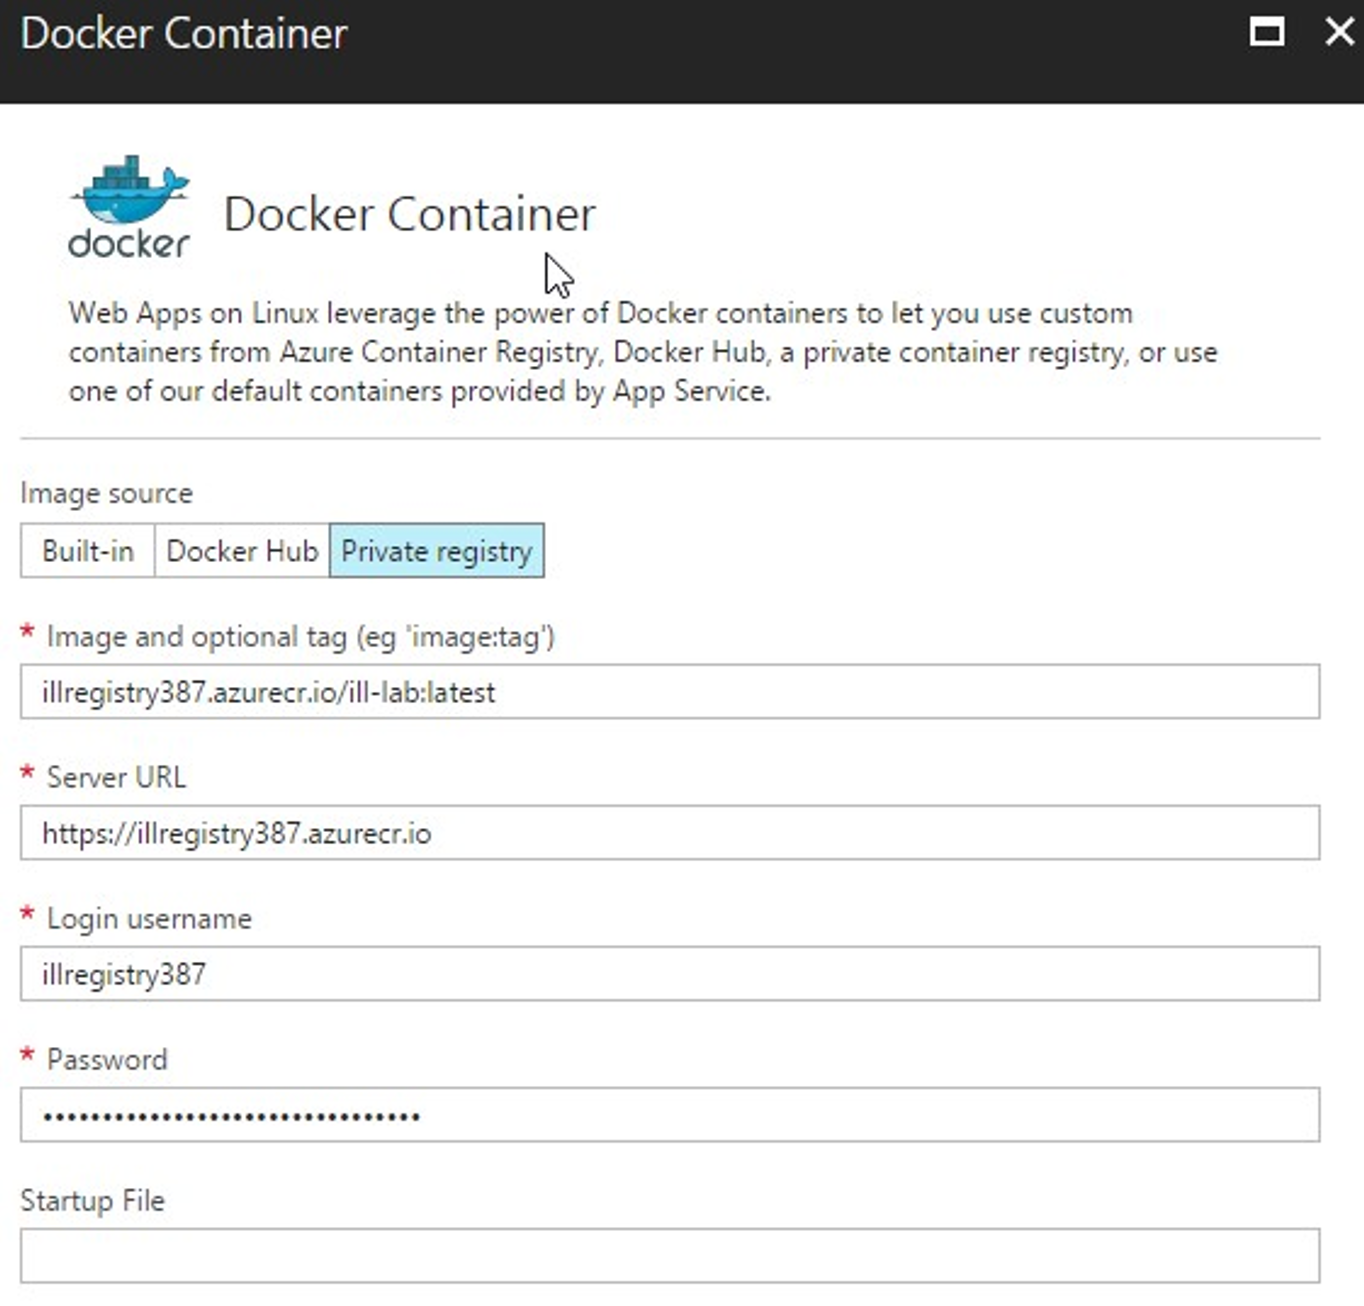 Docker Container
docker
Docker Container
Web Apps on Linux leverage the power of Docker containers to let you use custom
containers from Azure Container Registry, Docker Hub, a private container registry, or use
one of our default containers provided by App Service.
Image source
Built-in Docker Hub Private registry
* Image and optional tag (eg 'image:tag')
illregistry387.azurecr.io/ill-lab:latest
* Server URL
https://illregistry387.azurecr.io
* Login username
illregistry387
* Password
••••••••••••••••••••••••••••••••
Startup File